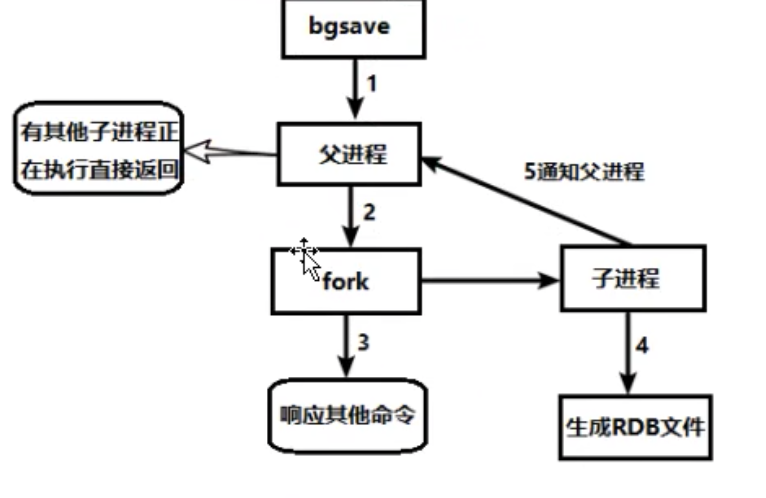 bgsave
1
有其他子进程正
在执行直接返回
父进程
5通知父进程
2
fork
子进程
3
4
响应其他命令
生成RDB文件